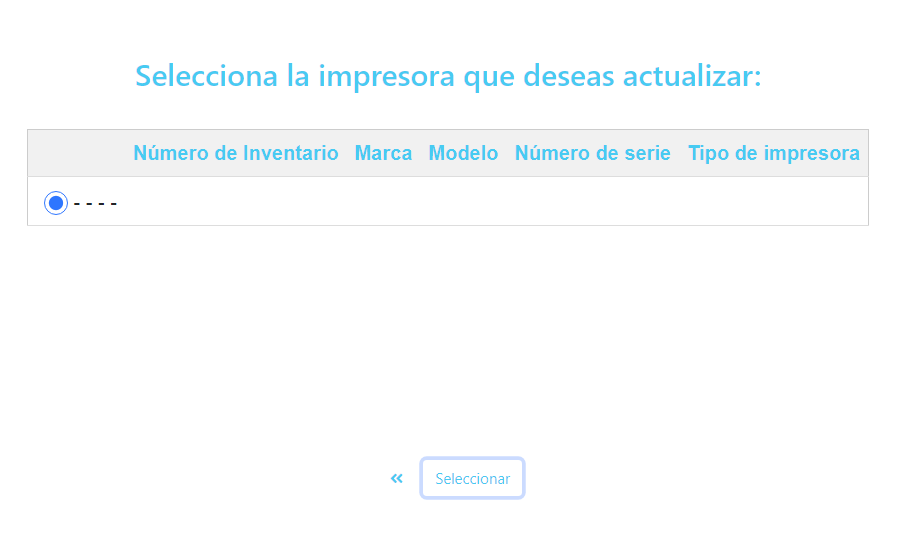 Selecciona la impresora que deseas actualizar:
Número de Inventario Marca Modelo Número de serie Tipo de impresora
- - - -
« Seleccionar